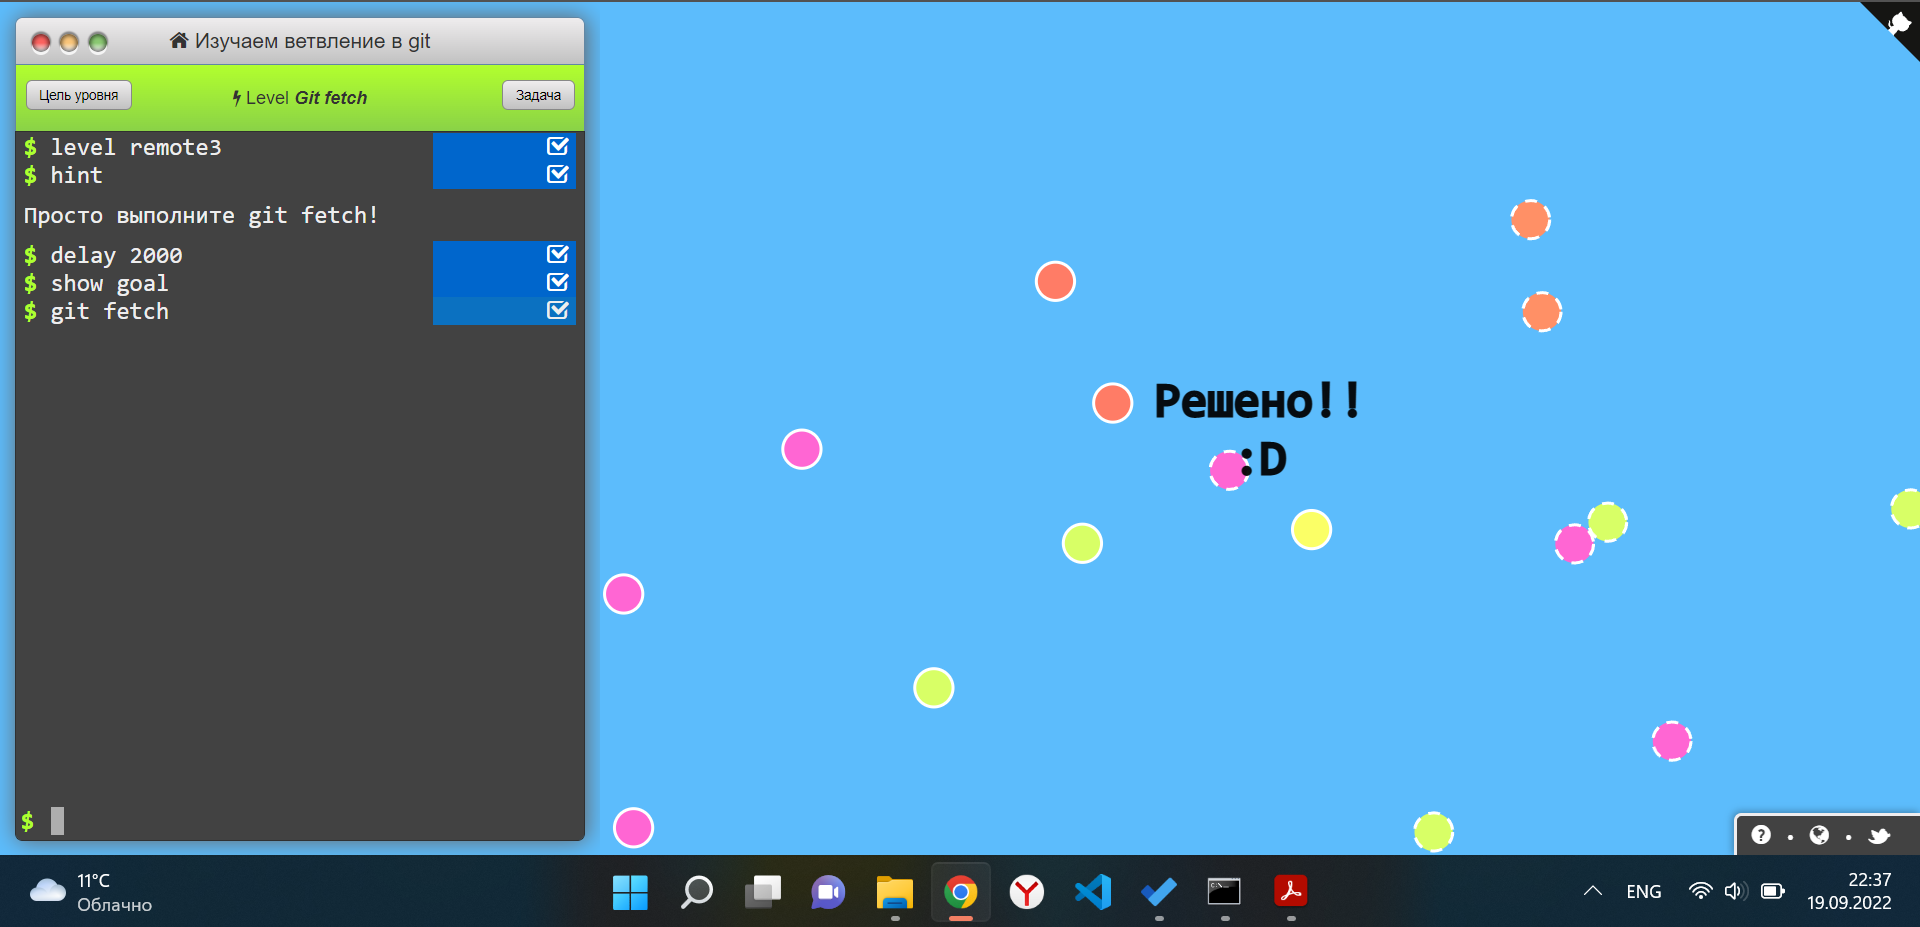 Изучаем ветвление в git
Цель уровня
Level Git fetch
Задача
$ level remote3
$ hint
Просто выполните git fetch!
$ delay 2000
$ show goal
$ git fetch
$
Решено!!
:D
11°C
Облачно
ENG
22:37
19.09.2022